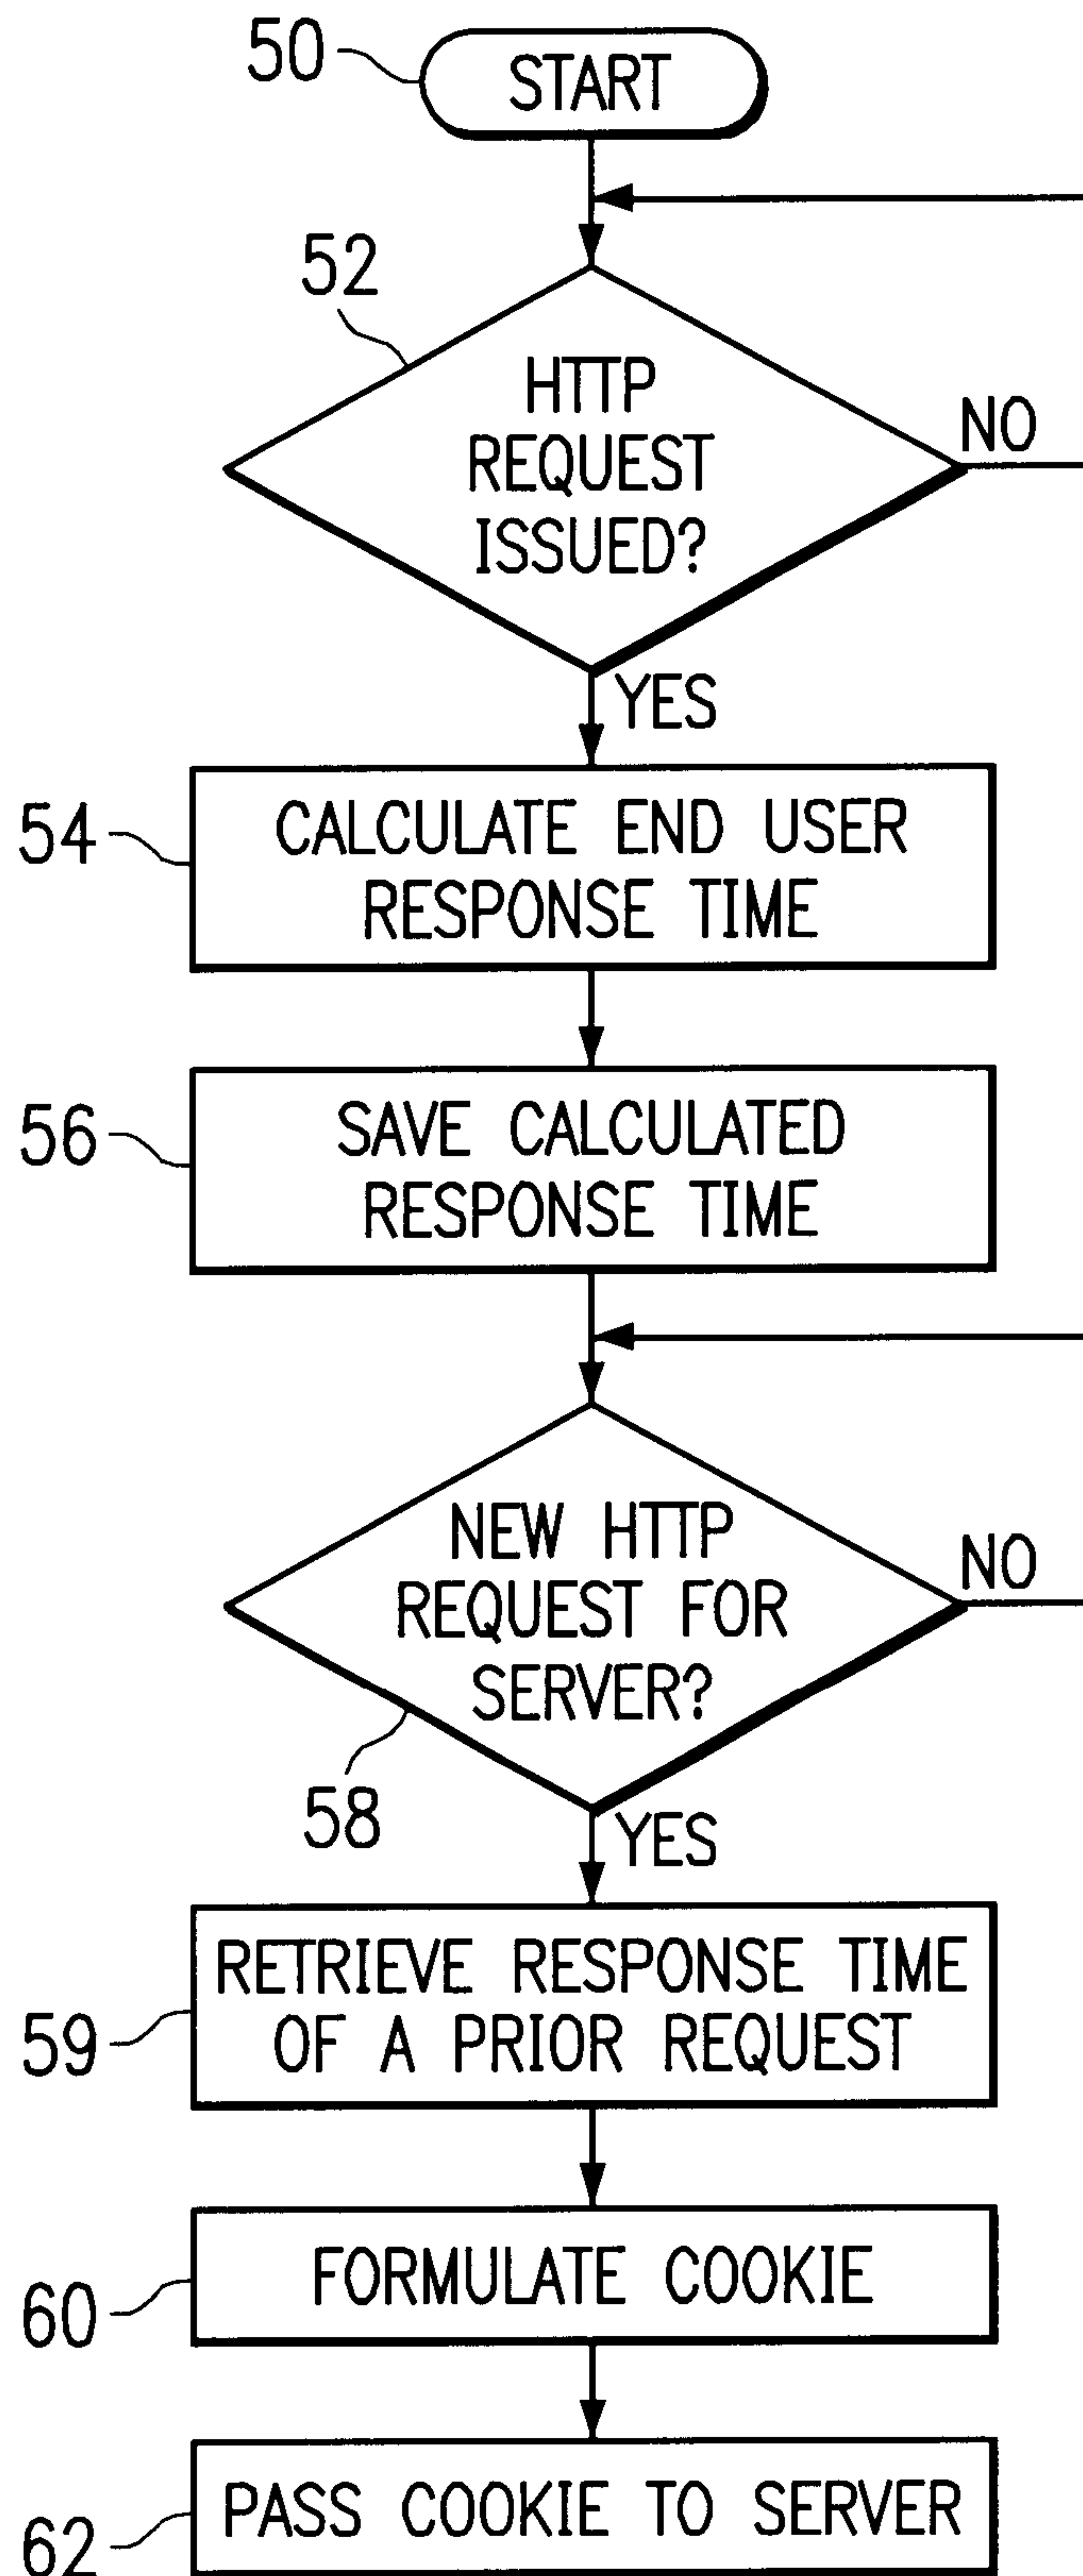 50
START
52
HTTP
REQUEST
ISSUED?
NO
YES
54
CALCULATE END USER
RESPONSE TIME
56
SAVE CALCULATED
RESPONSE TIME
NEW HTTP
REQUEST FOR
SERVER?
NO
58
YES
59
RETRIEVE RESPONSE TIME
OF A PRIOR REQUEST
60
FORMULATE COOKIE
62
PASS COOKIE TO SERVER